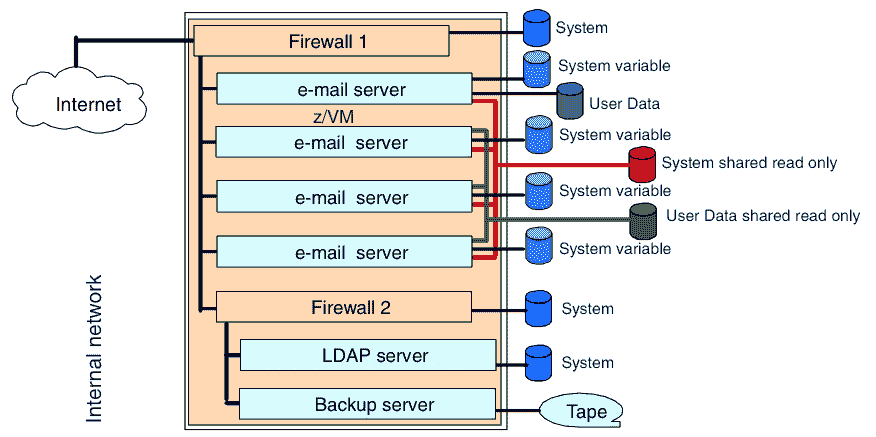 Firewall 1
System
Internet
e-mail server
System variable
User Data
z/VM
e-mail server
System variable
System shared read only
e-mail server
System variable
User Data shared read only
e-mail server
System variable
Internal network
Firewall 2
System
LDAP server
System
Backup server
Tape